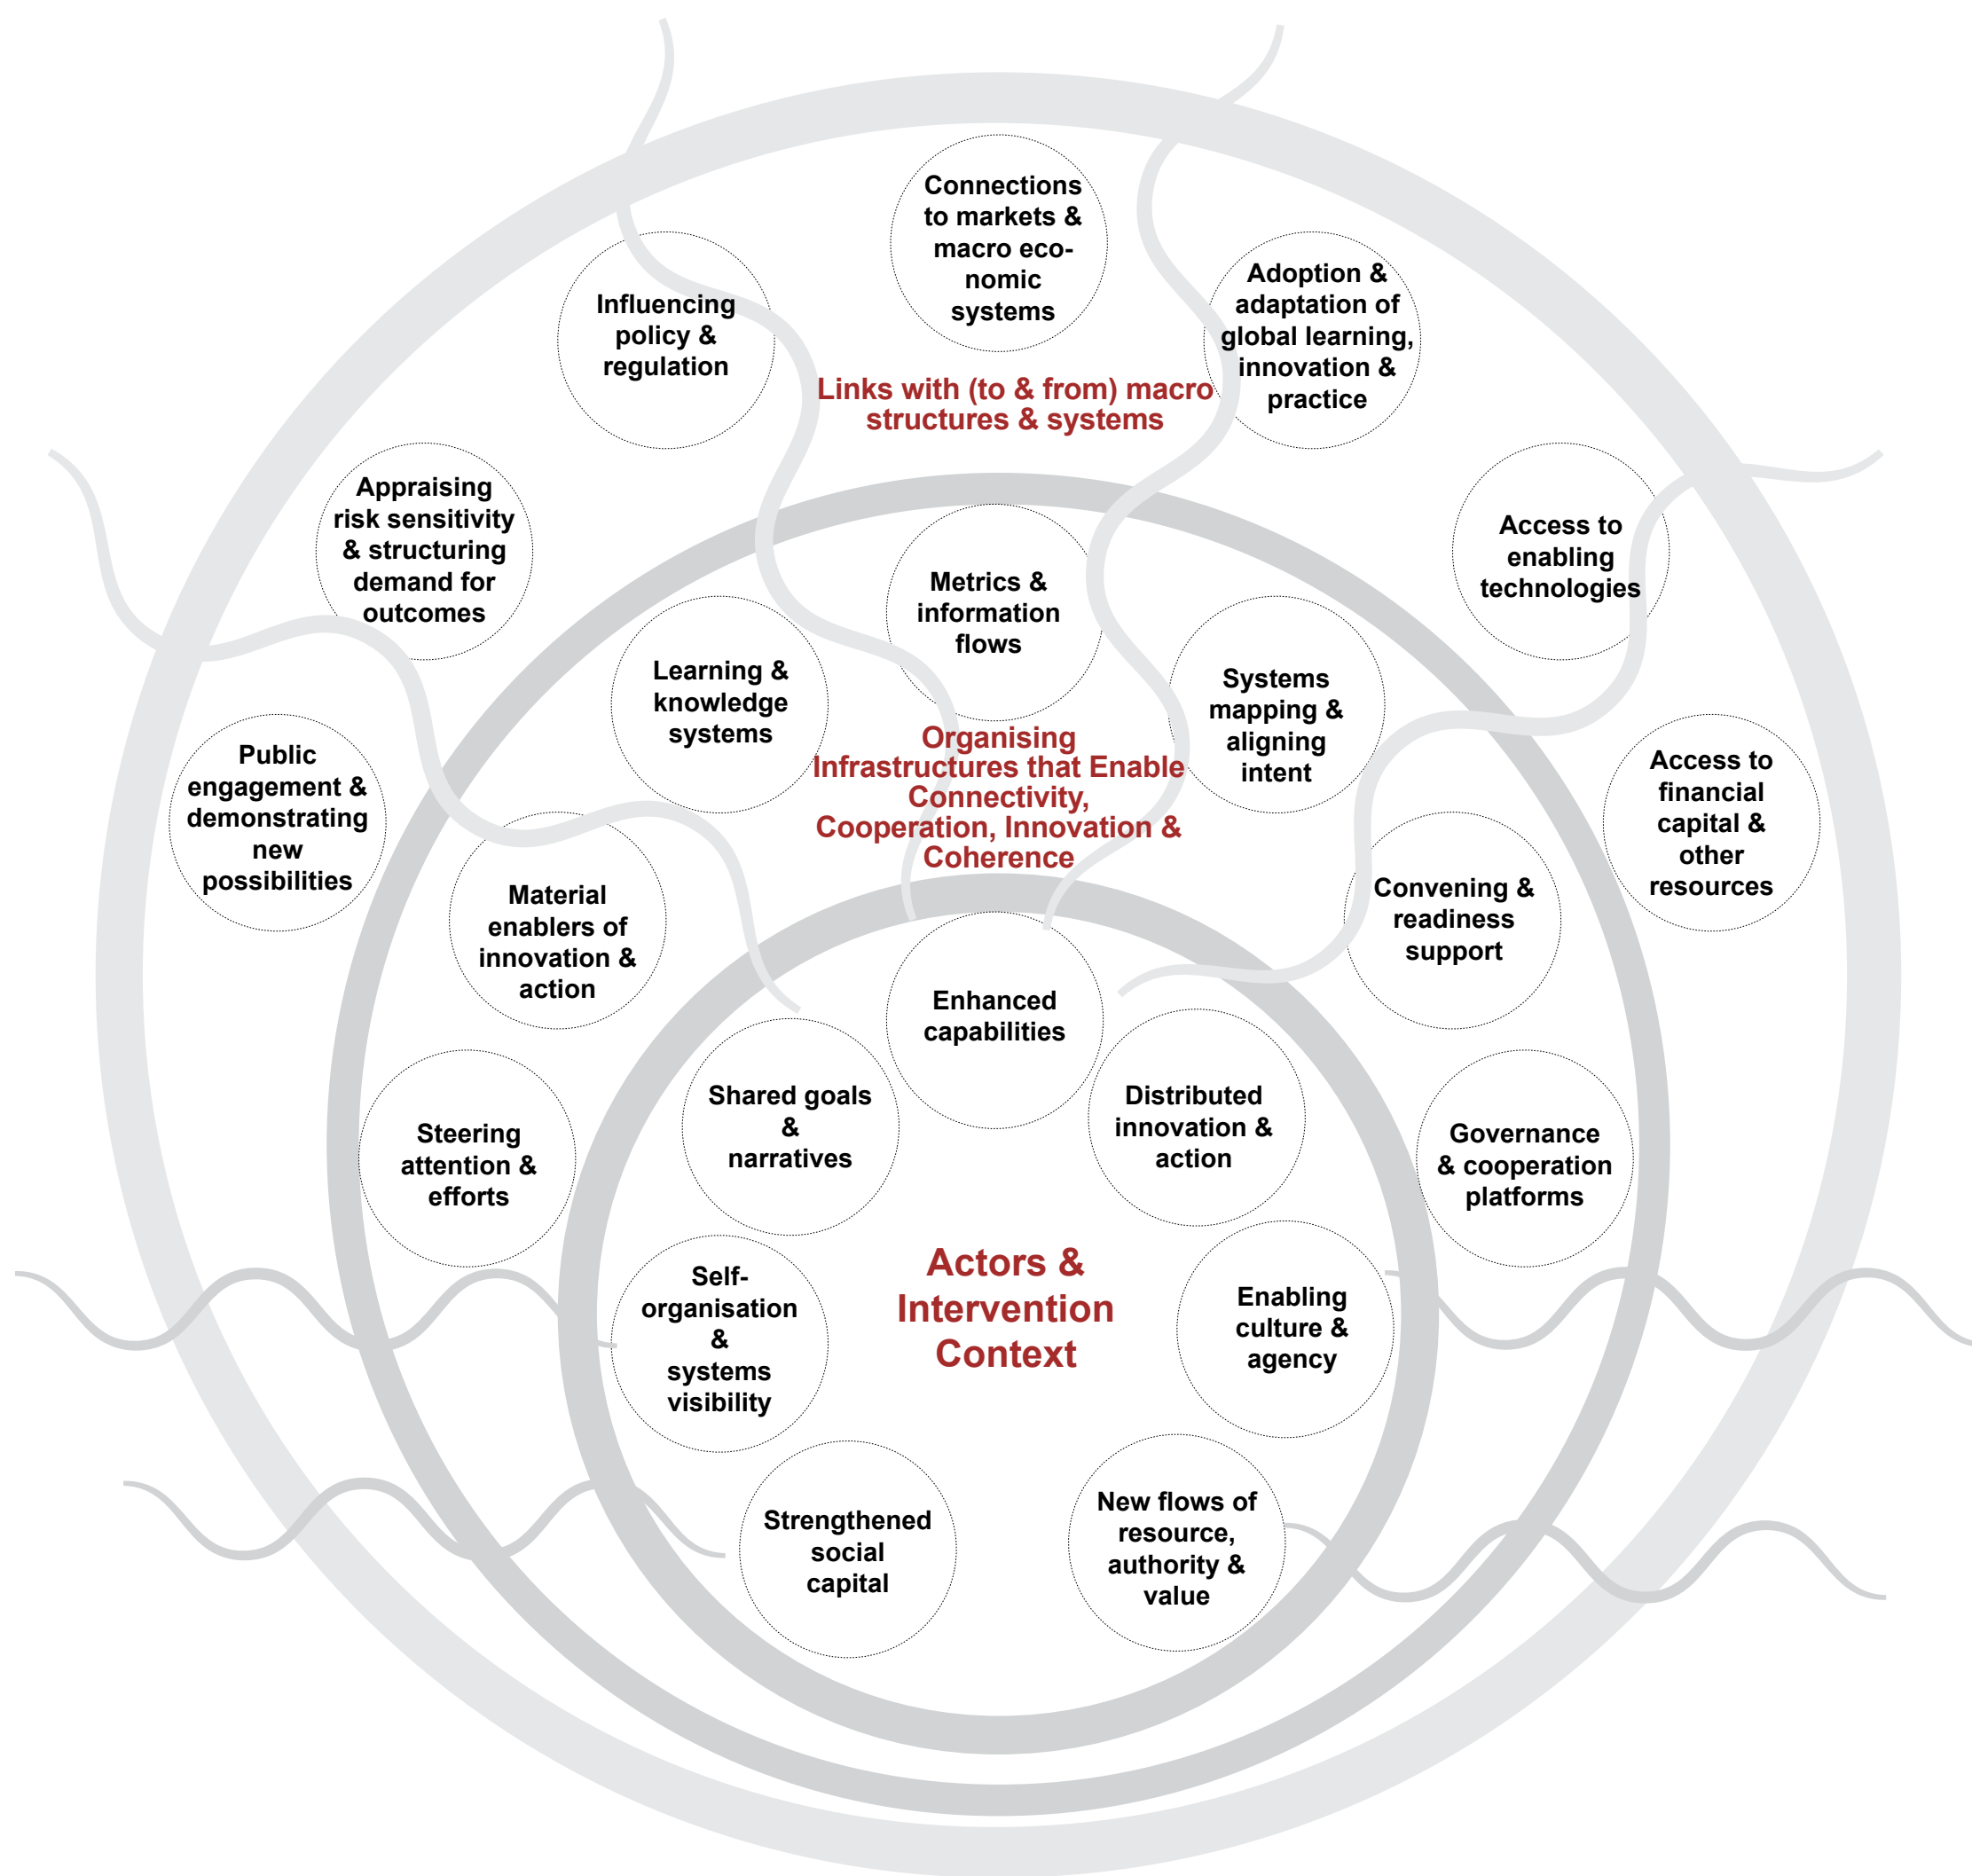 Connections
to markets &
macro eco-
nomic
systems
Influencing
policy &
regulation
Adoption &
adaptation of
global learning,
innovation &
practice
Links with (to & from) macro
structures & systems
Appraising
risk sensitivity
& structuring
demand for
outcomes
Access to
enabling
technologies
Public
engagement &
demonstrating
new
possibilities
Access to
financial
capital &
other
resources
Metrics &
information
flows
Learning &
knowledge
systems
Systems
mapping &
aligning
intent
Organising
Infrastructures that Enable
Connectivity,
Cooperation, Innovation &
Coherence
Material
enablers of
innovation &
action
Convening &
readiness
support
Steering
attention &
efforts
Governance
& cooperation
platforms
Enhanced
capabilities
Shared goals
&
narratives
Distributed
innovation &
action
Actors &
Intervention
Context
Self-
organisation
&
systems
visibility
Enabling
culture &
agency
Strengthened
social
capital
New flows of
resource,
authority &
value